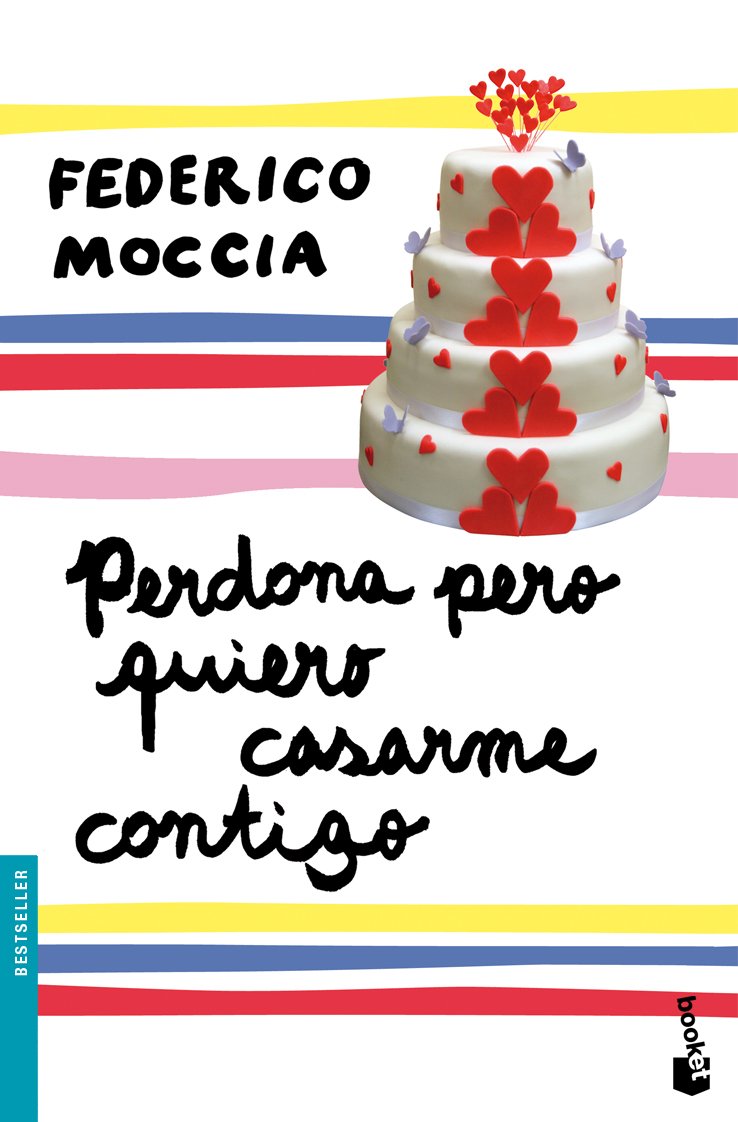 FEDERICO
MOCCIA
Perdona pero
quiero
casarme
contigo
BESTSELLER
booket